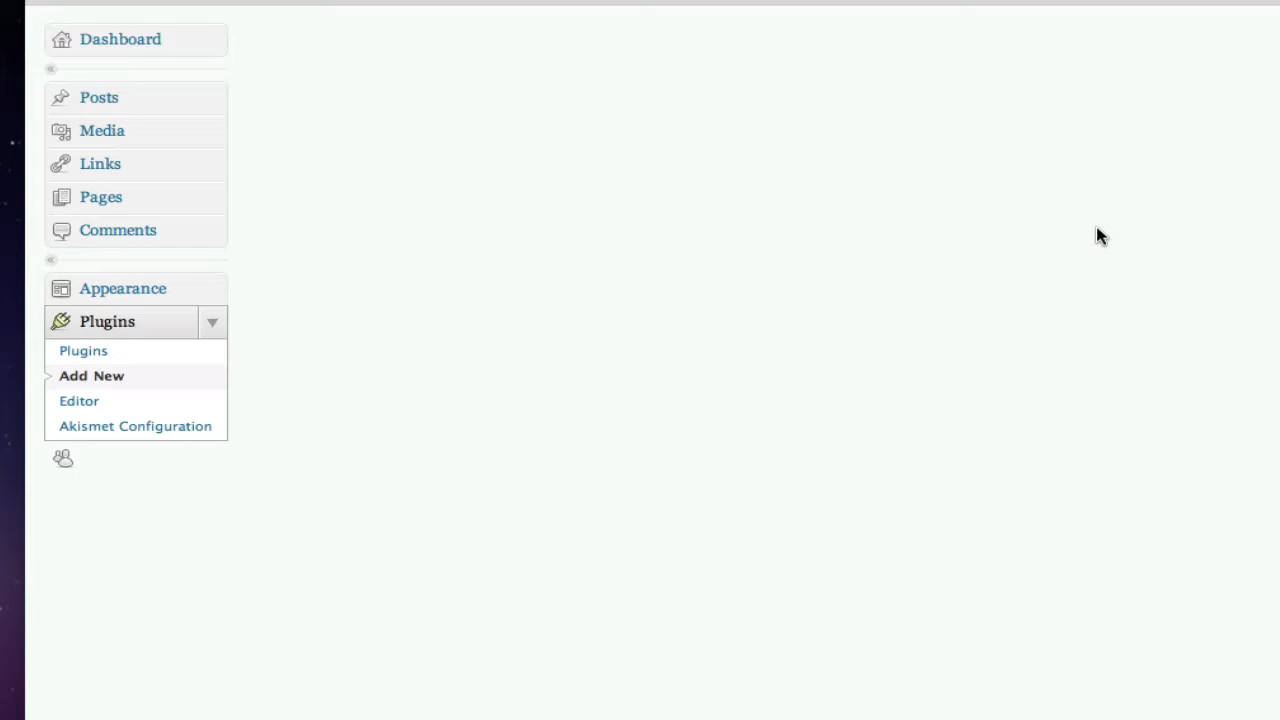 Dashboard
Posts
Media
Links
Pages
Comments
Appearance
Plugins
Plugins
Add New
Editor
Akismet Configuration